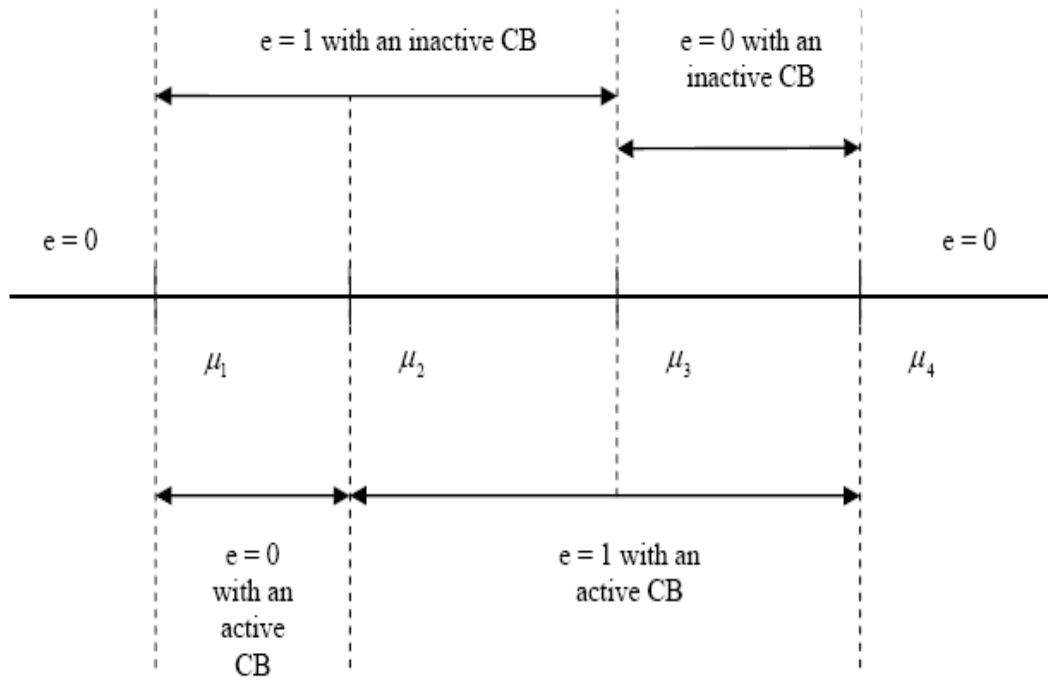 e = 1 with an inactive CB
e = 0 with an
inactive CB
e = 0
e = 0
μ₁
μ₂
μ₃
μ₄
e = 0
with an
active
CB
e = 1 with an
active CB